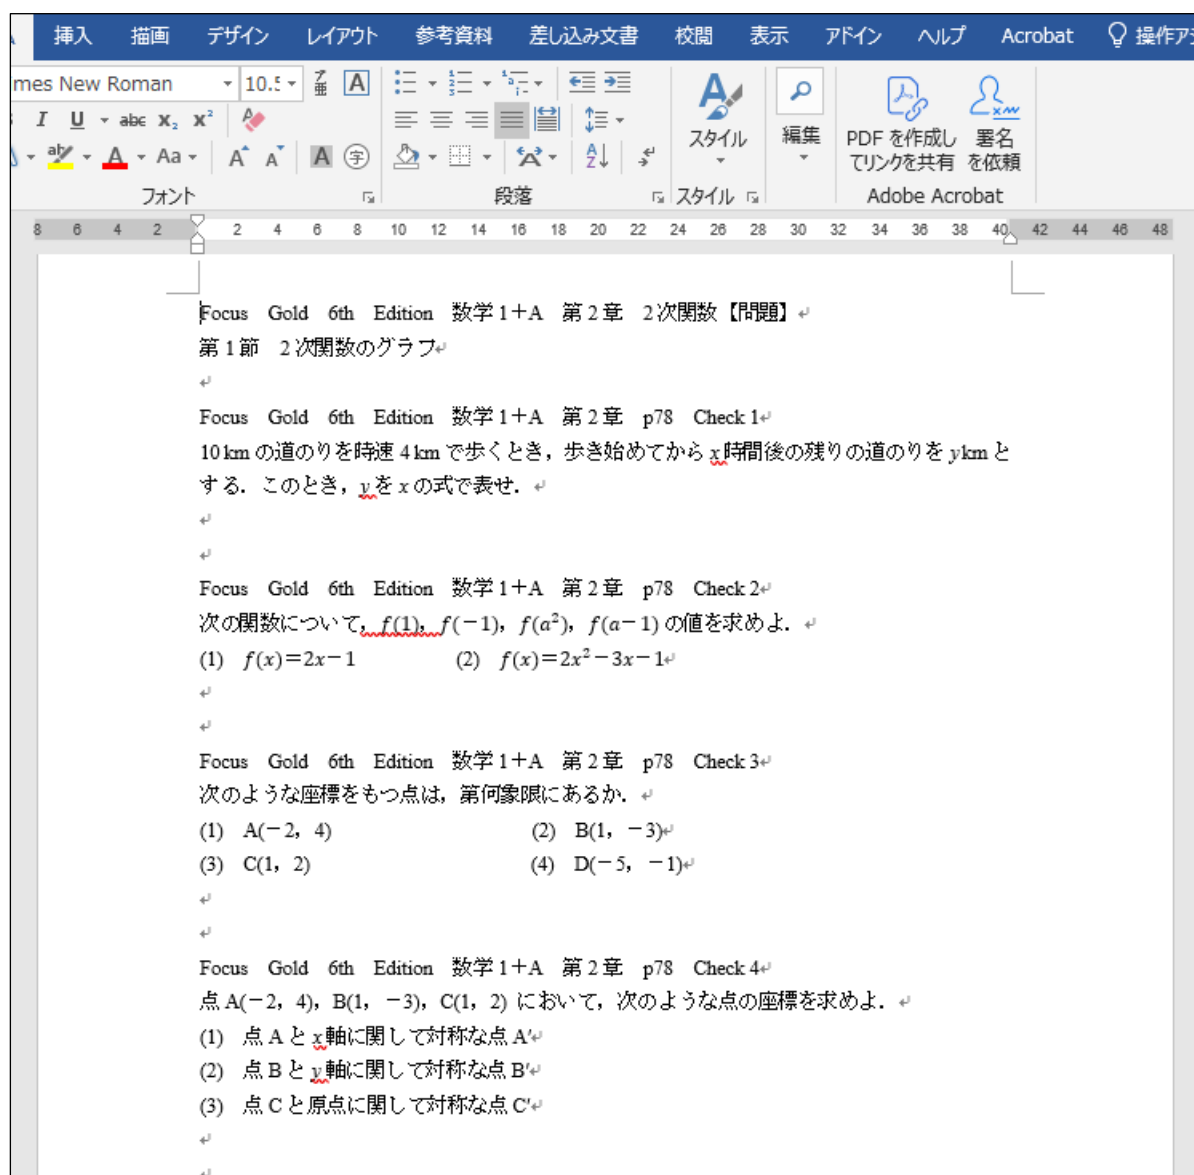 挿入 描画 デザイン レイアウト 参考資料 差し込み文書 校閲 表示 アドイン ヘルプ Acrobat 操作ア
mes New Roman 10.5 ア亜 A
I U abc x₂ x² A
aby A Aa A A A 字 A Z
スタイル 編集 PDF を作成し
てリンクを共有 署名
を依頼
フォント 段落 スタイル Adobe Acrobat
8 6 4 2 2 4 6 8 10 12 14 16 18 20 22 24 26 28 30 32 34 36 38 40 42 44 46 48
Focus Gold 6th Edition 数学1+A 第2章 2次関数【問題】
第1節 2次関数のグラフ
Focus Gold 6th Edition 数学1+A 第2章 p78 Check 1
10 km の道のりを時速 4 km で歩くとき，歩き始めてから x 時間後の残りの道のりを y km と
する．このとき，y を x の式で表せ．
Focus Gold 6th Edition 数学1+A 第2章 p78 Check 2
次の関数について，f(1)，f(−1)，f(a²)，f(a−1) の値を求めよ．
(1) f(x)=2x−1 (2) f(x)=2x²−3x−1
Focus Gold 6th Edition 数学1+A 第2章 p78 Check 3
次のような座標をもつ点は，第何象限にあるか．
(1) A(−2，4) (2) B(1，−3)
(3) C(1，2) (4) D(−5，−1)
Focus Gold 6th Edition 数学1+A 第2章 p78 Check 4
点 A(−2，4)，B(1，−3)，C(1，2) において，次のような点の座標を求めよ．
(1) 点 A と x 軸に関して対称な点 A′
(2) 点 B と y 軸に関して対称な点 B′
(3) 点 C と原点に関して対称な点 C′